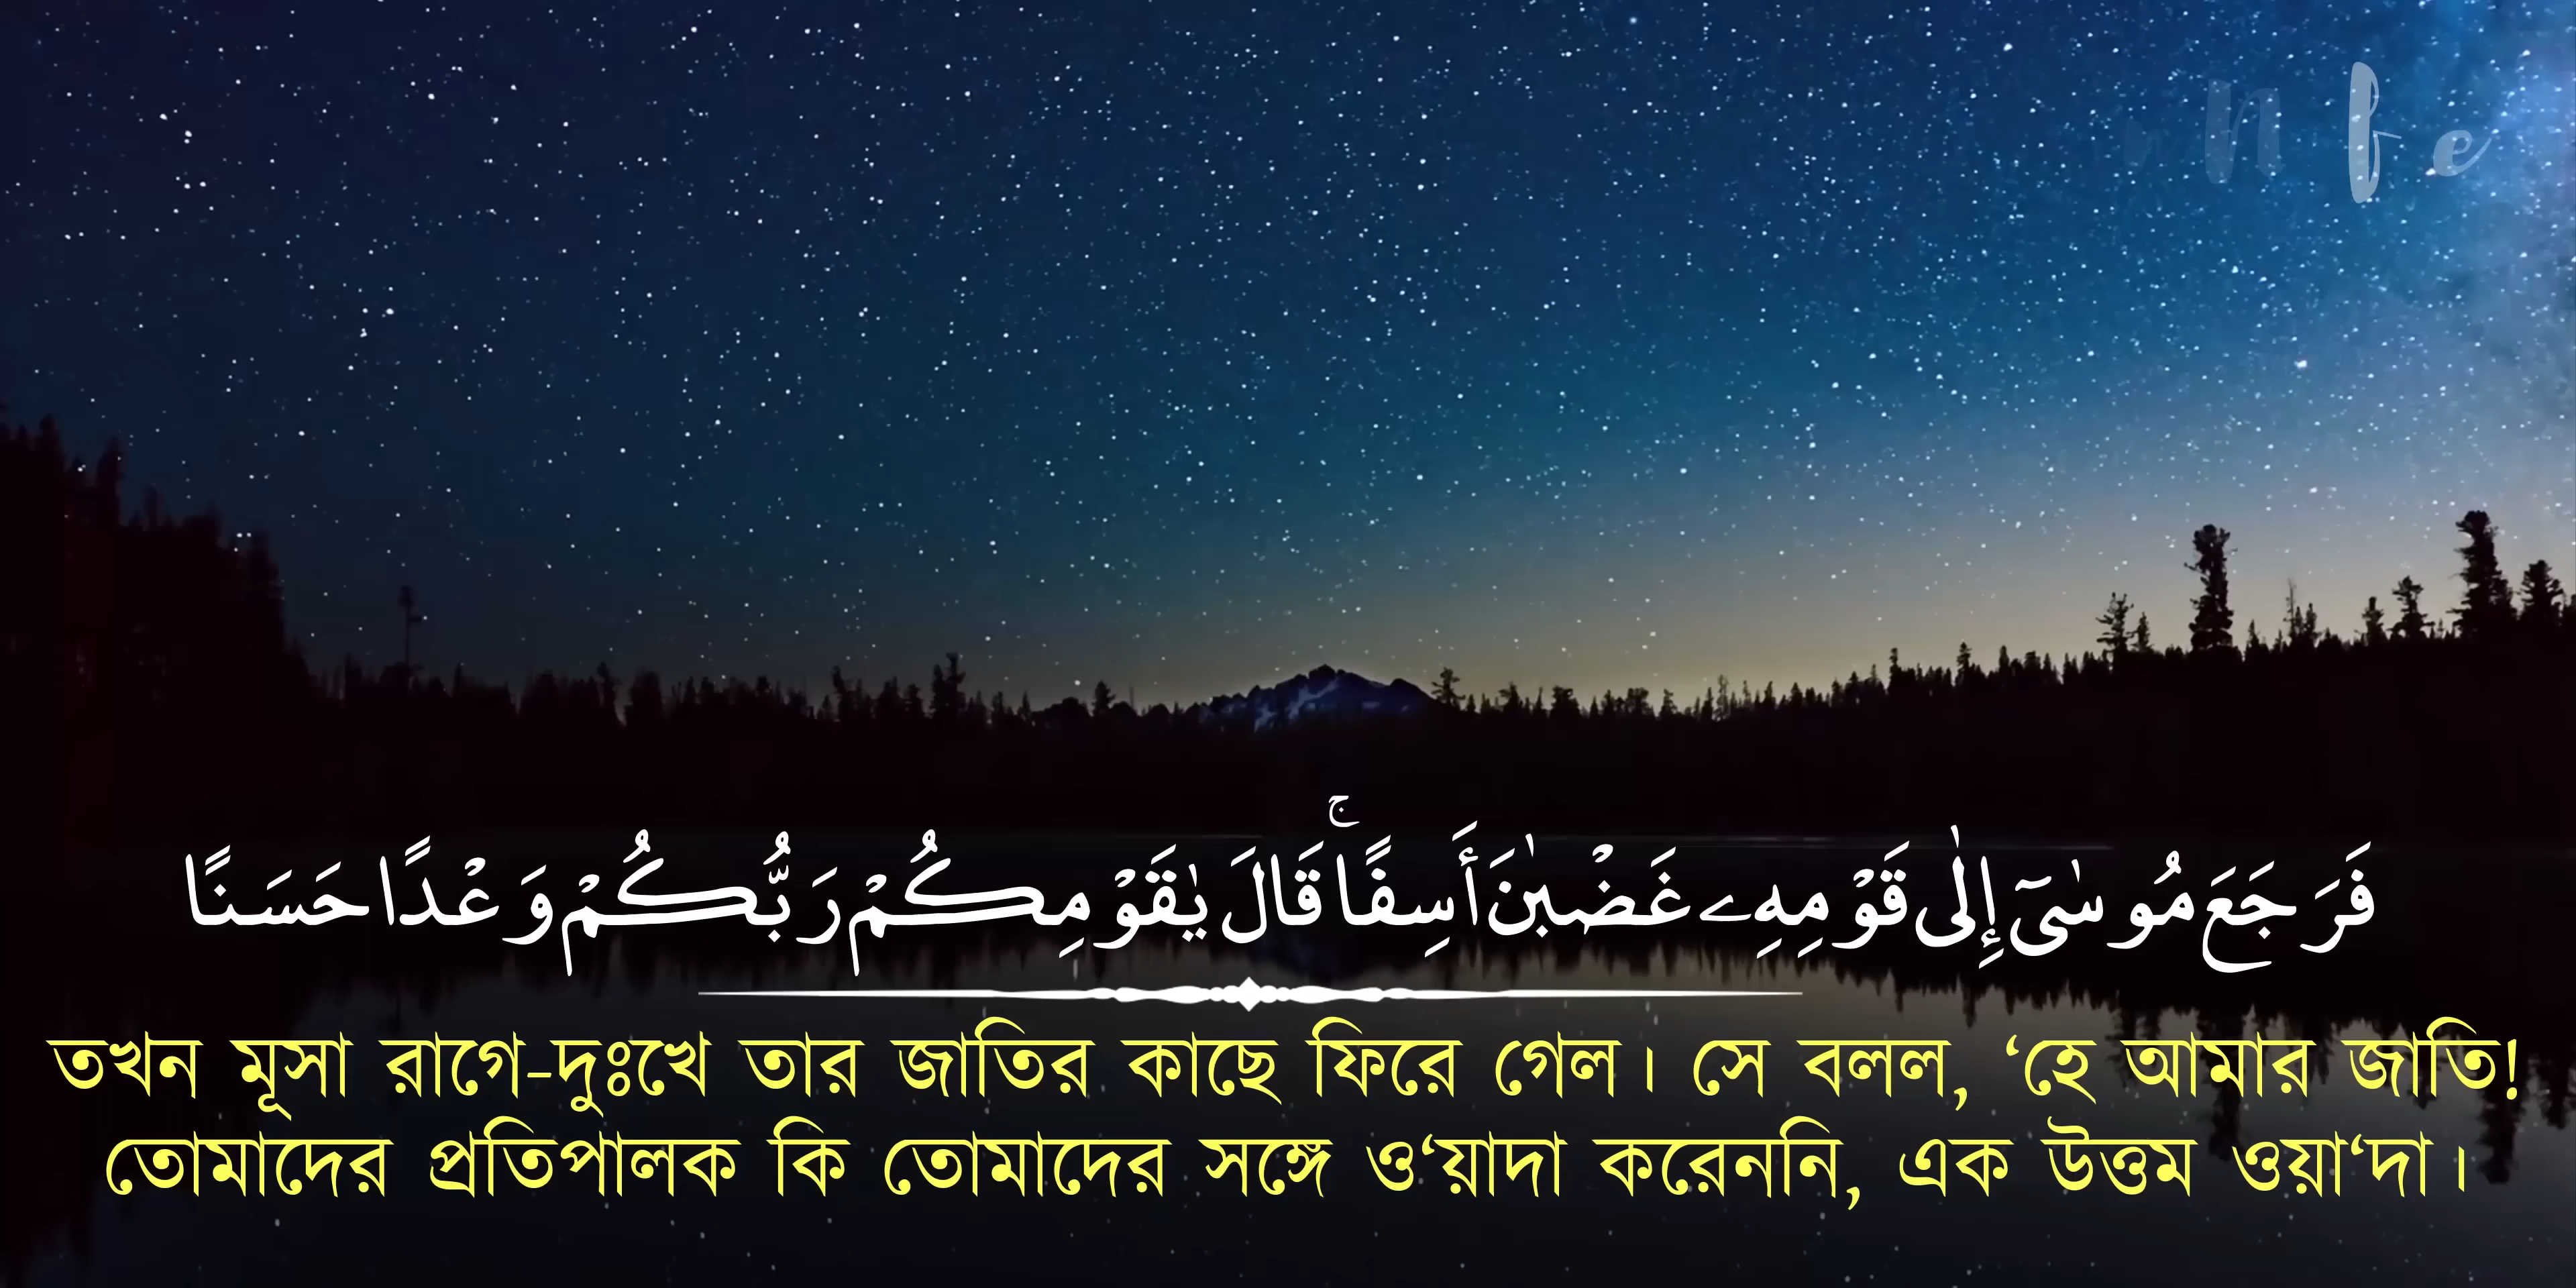 فَرَجَعَ مُوسٰىٓ إِلٰى قَوْمِهِۦ غَضْبٰنَ أَسِفًا ۚ قَالَ يٰقَوْمِكُمْ رَبُّكُمْ وَعْدًا حَسَنًا
তখন মূসা রাগে-দুঃখে তার জাতির কাছে ফিরে গেল। সে বলল, ‘হে আমার জাতি!
তোমাদের প্রতিপালক কি তোমাদের সঙ্গে ও‘য়াদা করেননি, এক উত্তম ওয়া‘দা।